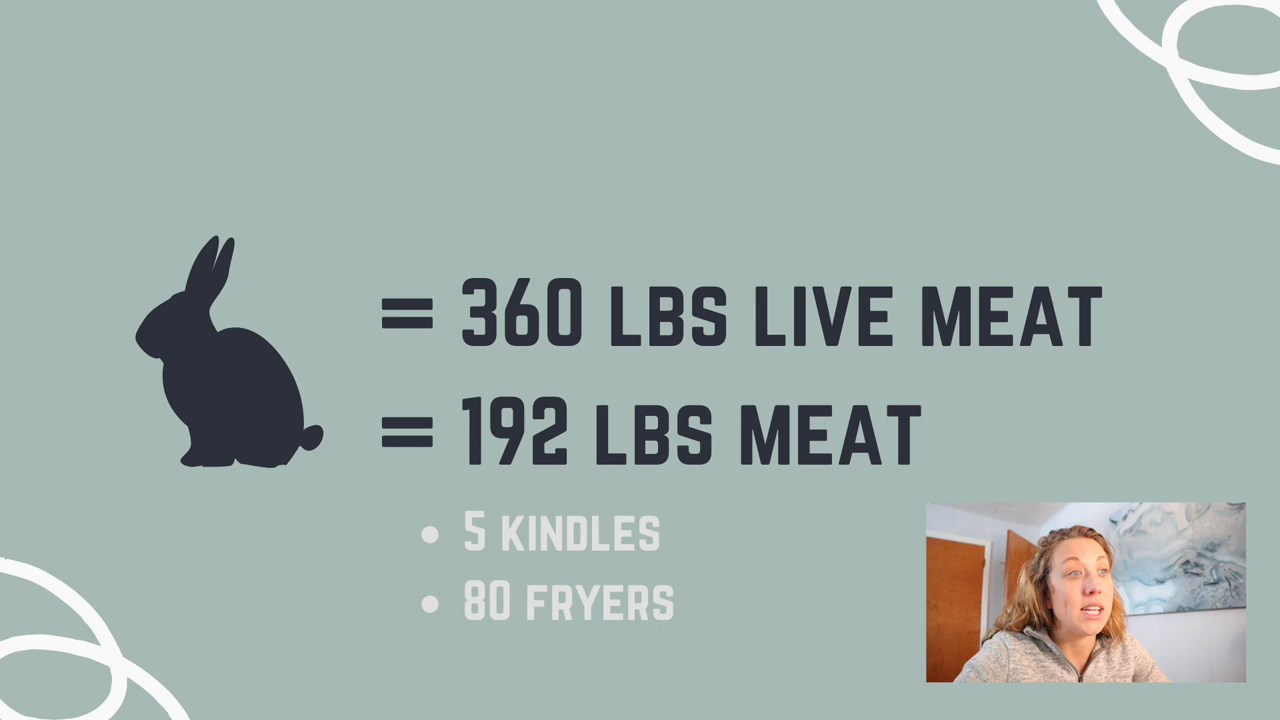 = 360 LBS LIVE MEAT
= 192 LBS MEAT
• 5 KINDLES
• 80 FRYERS